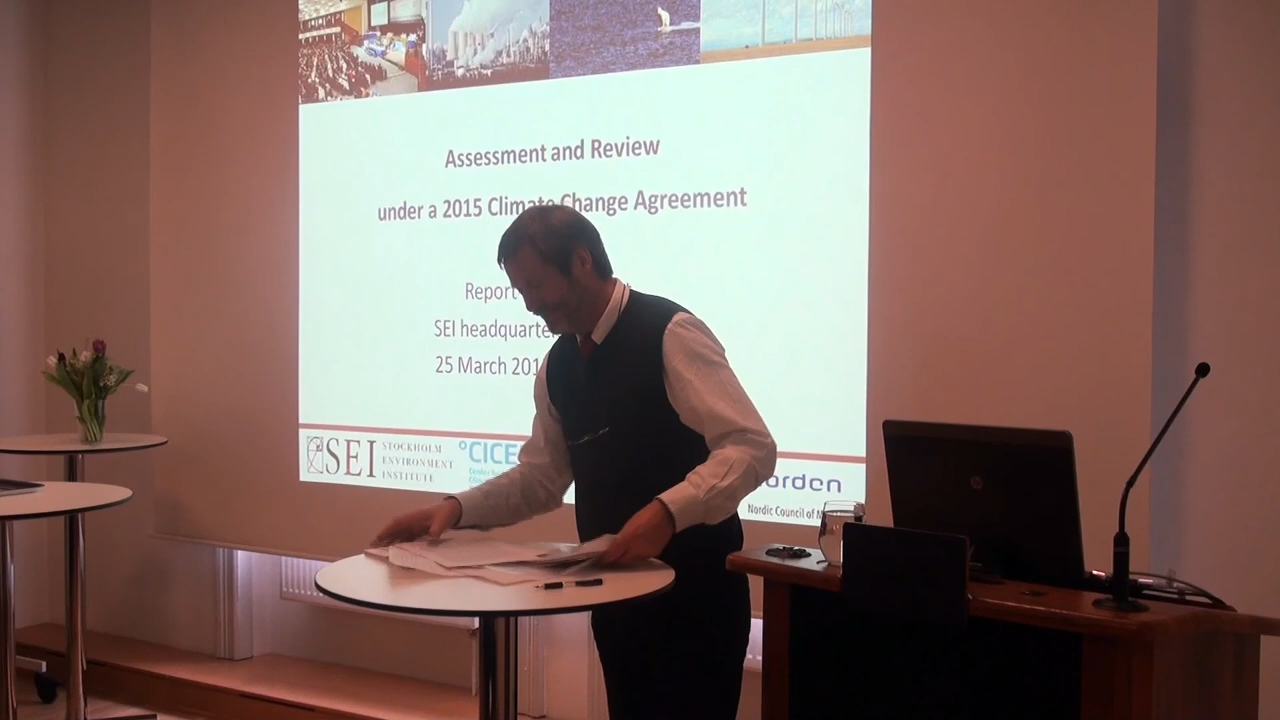 Assessment and Review
under a 2015 Climate Change Agreement
Report
SEI headquarte
25 March 201
SEI STOCKHOLM
ENVIRONMENT
INSTITUTE
°CICE
orden
Nordic Council of M